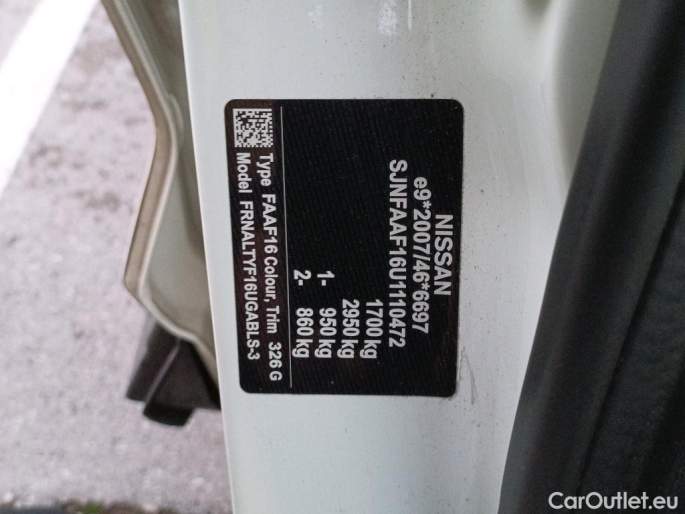 NISSAN
e9*2007/46*6697
SJNFAAF16U1110472
1700 kg
2950 kg
1- 950 kg
2- 860 kg
Type FAAF16 Colour, Trim 326 G
Model FRNALTYF16UGABLS-3
CarOutlet.eu